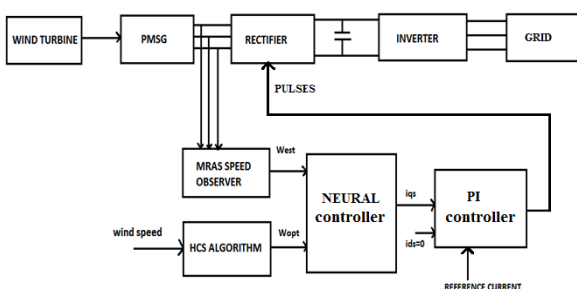 WIND TURBINE
PMSG
RECTIFIER
INVERTER
GRID
PULSES
MRAS SPEED
OBSERVER
West
NEURAL
controller
iqs
PI
controller
wind speed
HCS ALGORITHM
Wopt
ids=0
REFERENCE CURRENT